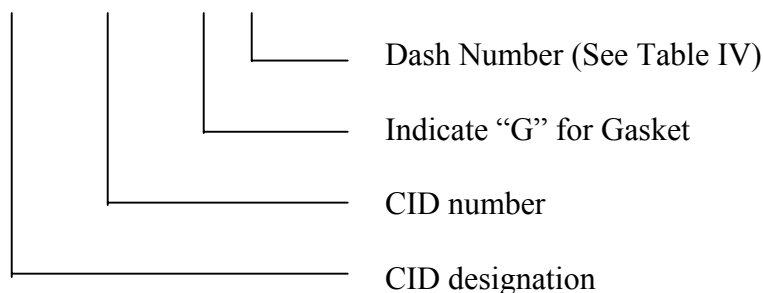 Dash Number (See Table IV)
Indicate “G” for Gasket
CID number
CID designation